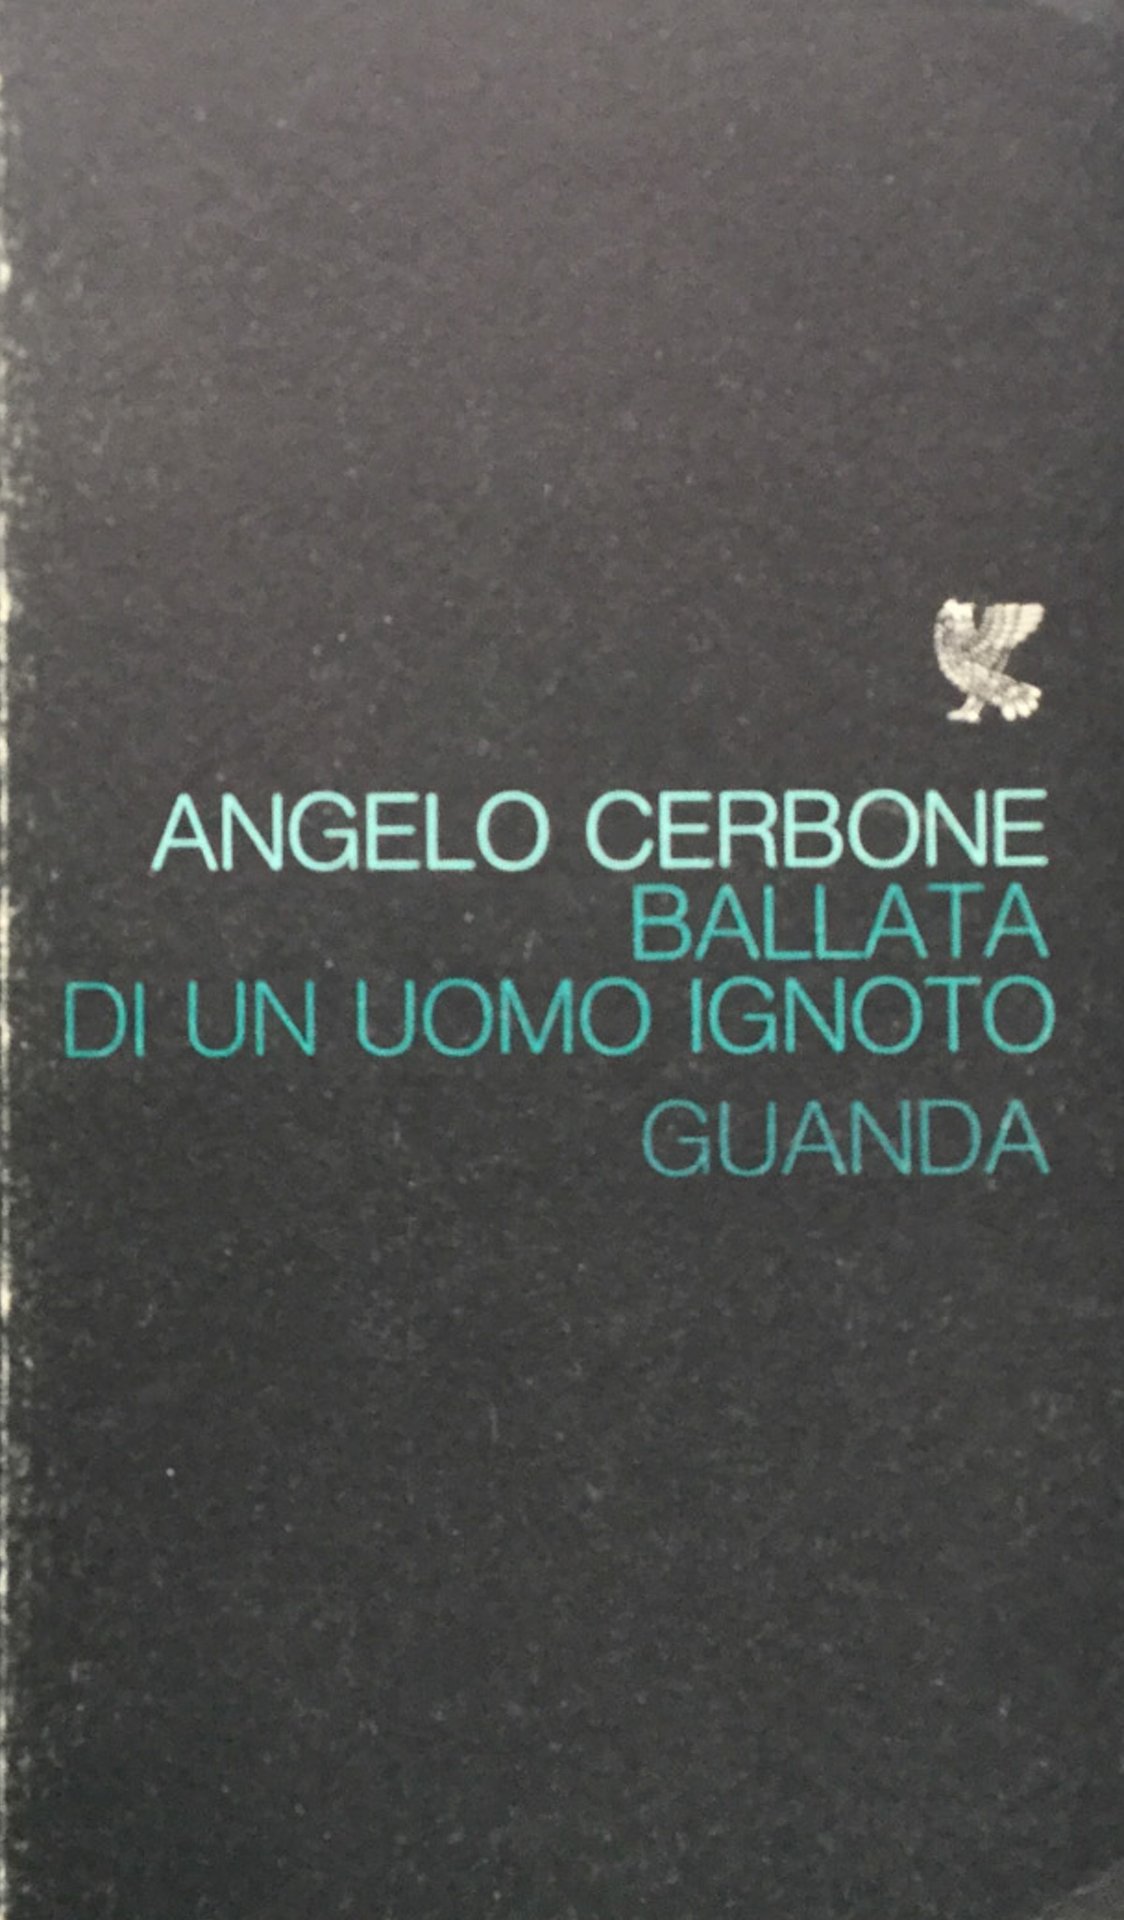 ANGELO CERBONE
BALLATA
DI UN UOMO IGNOTO
GUANDA